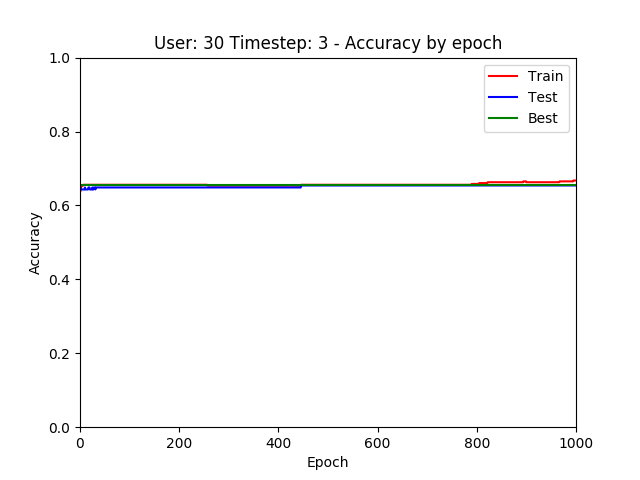 User: 30 Timestep: 3 - Accuracy by epoch
1.0
0.8
0.6
0.4
0.2
0.0
Accuracy
0 200 400 600 800 1000
Epoch
Train
Test
Best